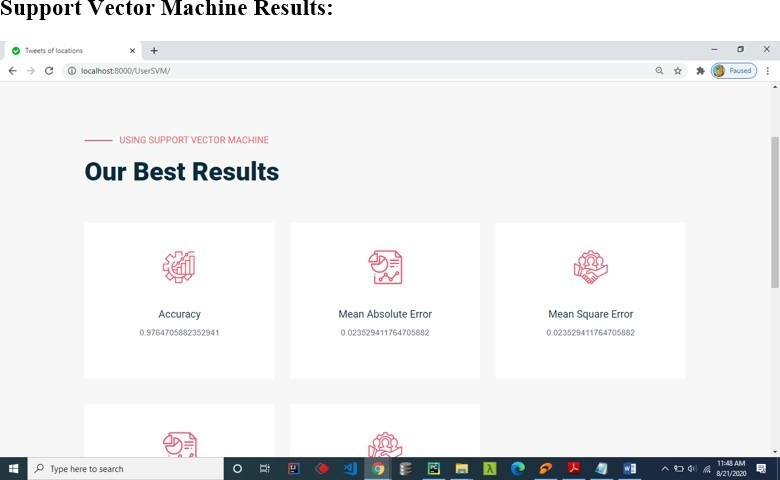 Support Vector Machine Results:
Tweets of locations
localhost:8000/UserSVM/
Paused
USING SUPPORT VECTOR MACHINE
Our Best Results
Accuracy
0.9764705882352941
Mean Absolute Error
0.023529411764705882
Mean Square Error
0.023529411764705882
Type here to search
11:48 AM
8/21/2020